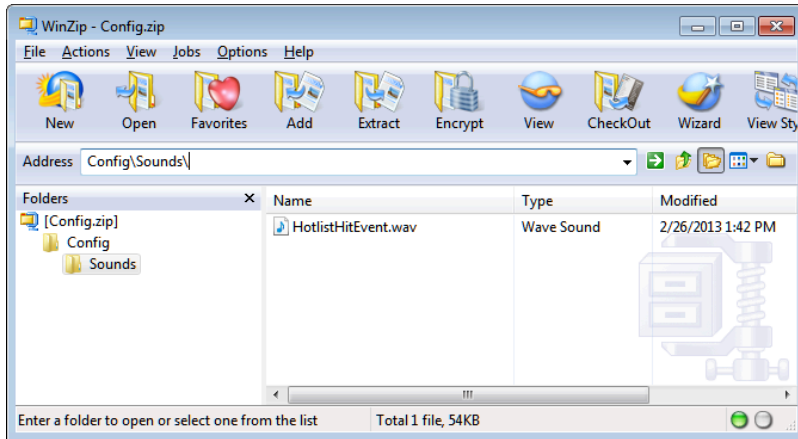 WinZip - Config.zip
File Actions View Jobs Options Help
New Open Favorites Add Extract Encrypt View CheckOut Wizard View Sty
Address Config\Sounds\
Folders x Name Type Modified
[Config.zip] HotlistHitEvent.wav Wave Sound 2/26/2013 1:42 PM
Config
Sounds
Enter a folder to open or select one from the list Total 1 file, 54KB